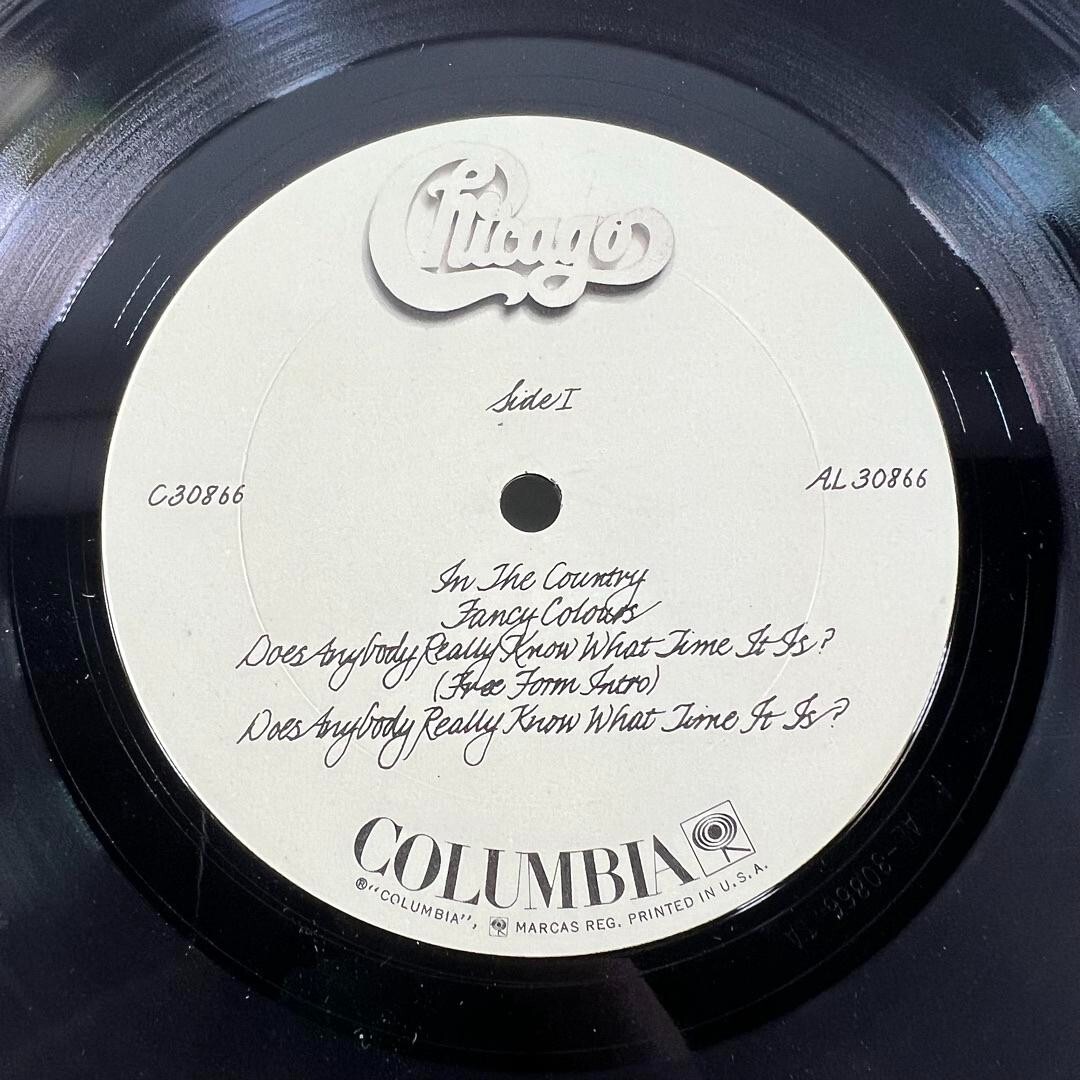 Chicago
Side I
C30866
AL 30866
In The Country
Fancy Colours
Does Anybody Really Know What Time It Is?
(Free Form Intro)
Does Anybody Really Know What Time It Is?
COLUMBIA
®"COLUMBIA", MARCAS REG. PRINTED IN U.S.A.